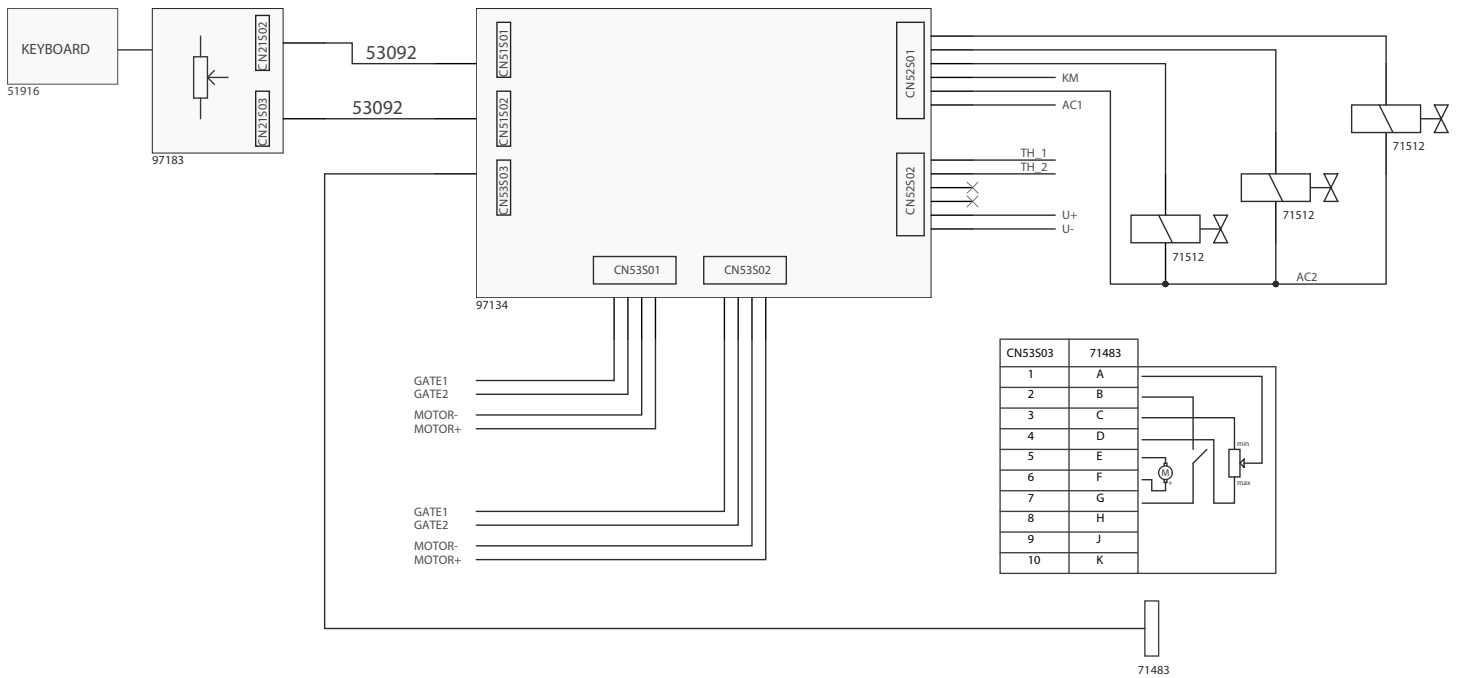 KEYBOARD
51916
CN21S02
CN21S03
97183
53092
53092
CN51S01
CN51S02
CN53S03
CN52S01
CN52S02
CN53S01
CN53S02
97134
KM
AC1
TH_1
TH_2
U+
U-
71512
71512
71512
AC2
GATE1
GATE2
MOTOR-
MOTOR+
GATE1
GATE2
MOTOR-
MOTOR+
CN53S03 71483
1 A
2 B
3 C
4 D
5 E
6 F
7 G
8 H
9 J
10 K
min
M
+
max
71483